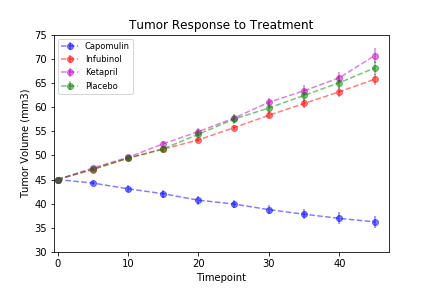 Tumor Response to Treatment
Tumor Volume (mm3)
75
70
65
60
55
50
45
40
35
30
Capomulin
Infubinol
Ketapril
Placebo
0
10
20
30
40
Timepoint